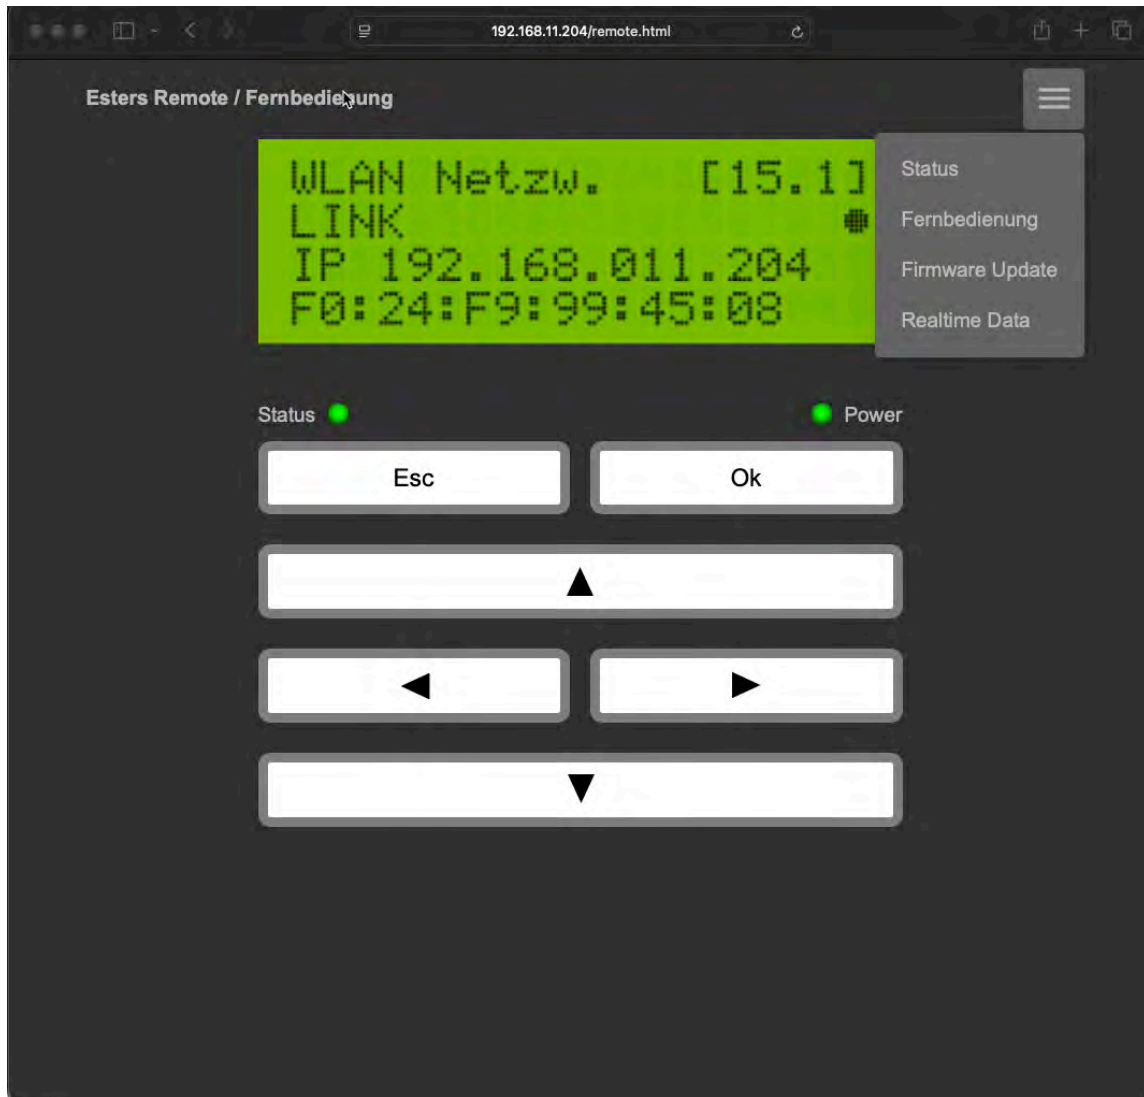 192.168.11.204/remote.html
Esters Remote / Fernbedienung
WLAN Netzw. [15.1]
LINK
IP 192.168.011.204
F0:24:F9:99:45:08
Status
Fernbedienung
Firmware Update
Realtime Data
Status
Power
Esc
Ok